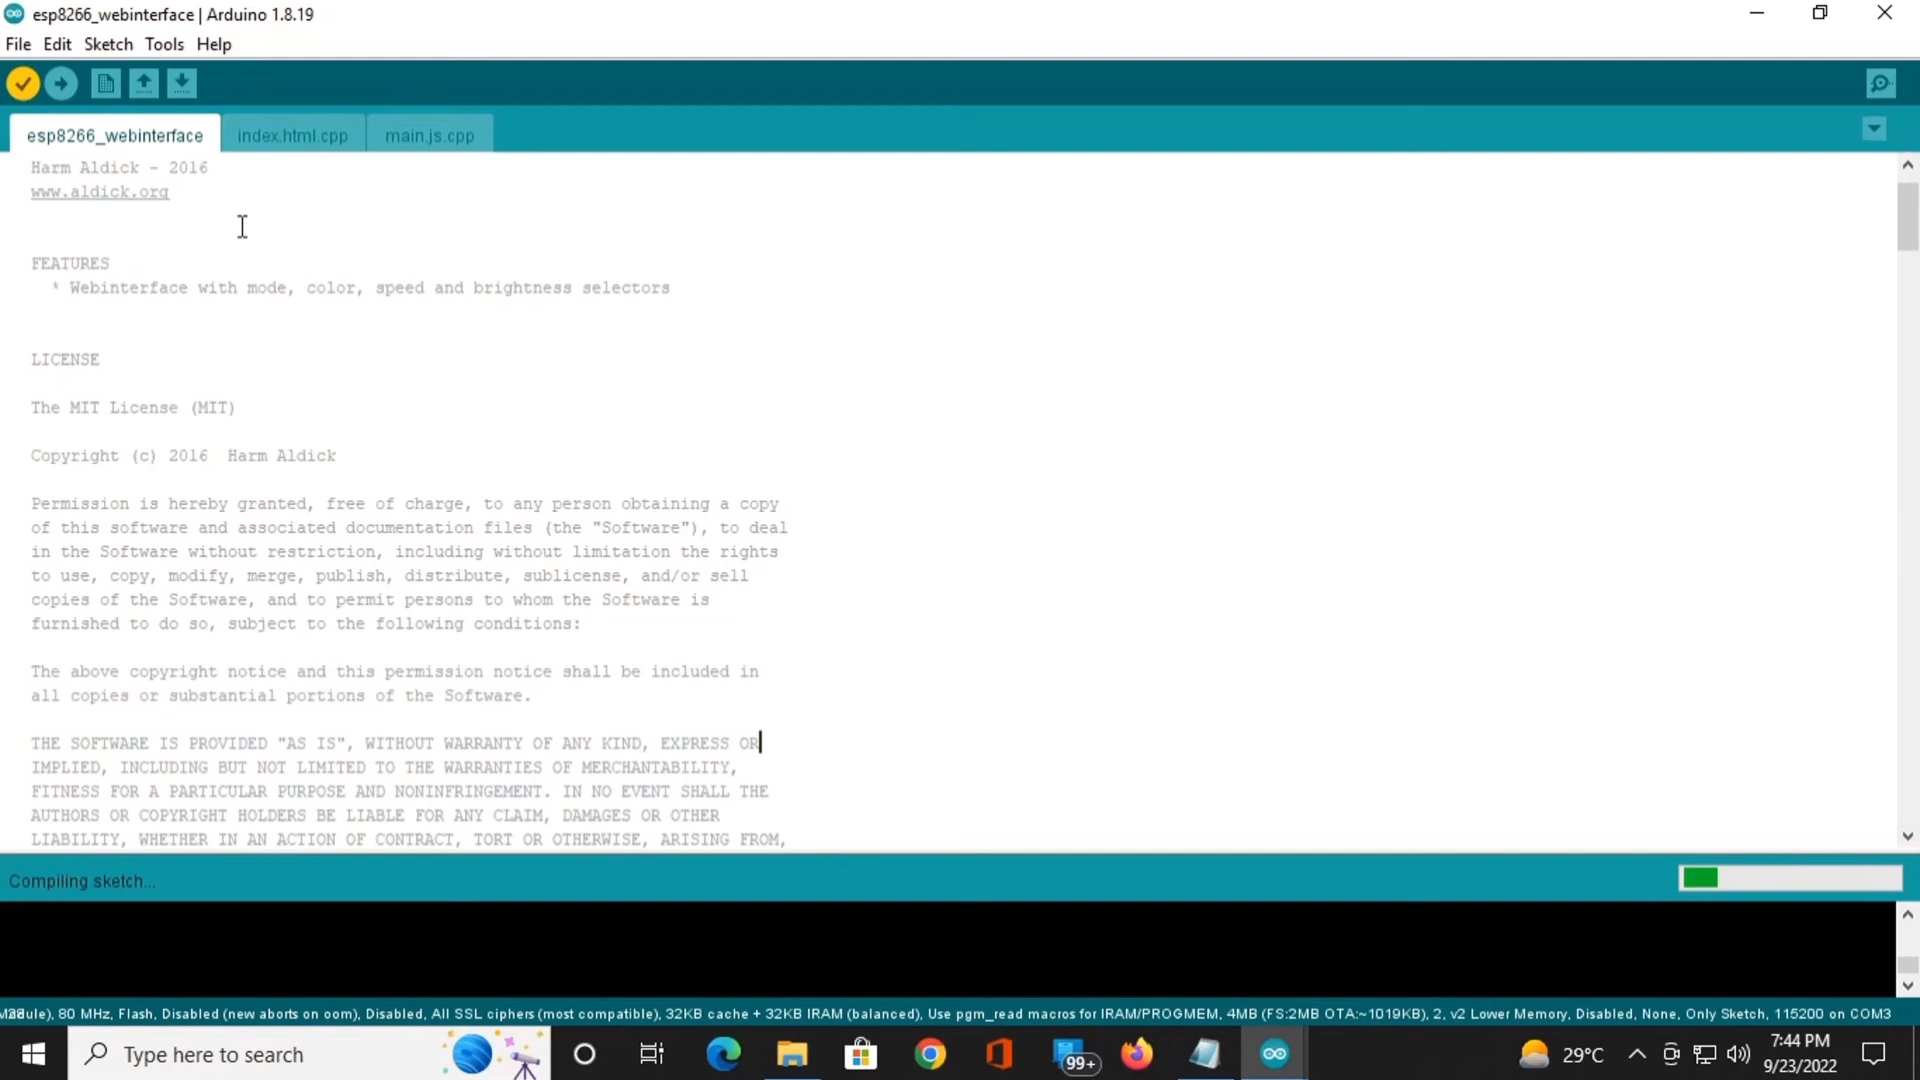 esp8266_webinterface | Arduino 1.8.19
File Edit Sketch Tools Help
esp8266_webinterface index.html.cpp main.js.cpp
Harm Aldick - 2016
www.aldick.org
FEATURES
* Webinterface with mode, color, speed and brightness selectors
LICENSE
The MIT License (MIT)
Copyright (c) 2016 Harm Aldick
Permission is hereby granted, free of charge, to any person obtaining a copy
of this software and associated documentation files (the "Software"), to deal
in the Software without restriction, including without limitation the rights
to use, copy, modify, merge, publish, distribute, sublicense, and/or sell
copies of the Software, and to permit persons to whom the Software is
furnished to do so, subject to the following conditions:
The above copyright notice and this permission notice shall be included in
all copies or substantial portions of the Software.
THE SOFTWARE IS PROVIDED "AS IS", WITHOUT WARRANTY OF ANY KIND, EXPRESS OR
IMPLIED, INCLUDING BUT NOT LIMITED TO THE WARRANTIES OF MERCHANTABILITY,
FITNESS FOR A PARTICULAR PURPOSE AND NONINFRINGEMENT. IN NO EVENT SHALL THE
AUTHORS OR COPYRIGHT HOLDERS BE LIABLE FOR ANY CLAIM, DAMAGES OR OTHER
LIABILITY, WHETHER IN AN ACTION OF CONTRACT, TORT OR OTHERWISE, ARISING FROM,
Compiling sketch...
80 MHz, Flash, Disabled (new aborts on oom), Disabled, All SSL ciphers (most compatible), 32KB cache + 32KB IRAM (balanced), Use pgm_read macros for IRAM/PROGMEM, 4MB (FS:2MB OTA:~1019KB), 2, v2 Lower Memory, Disabled, None, Only Sketch, 115200 on COM3
Type here to search 99+ 29°C 7:44 PM
9/23/2022